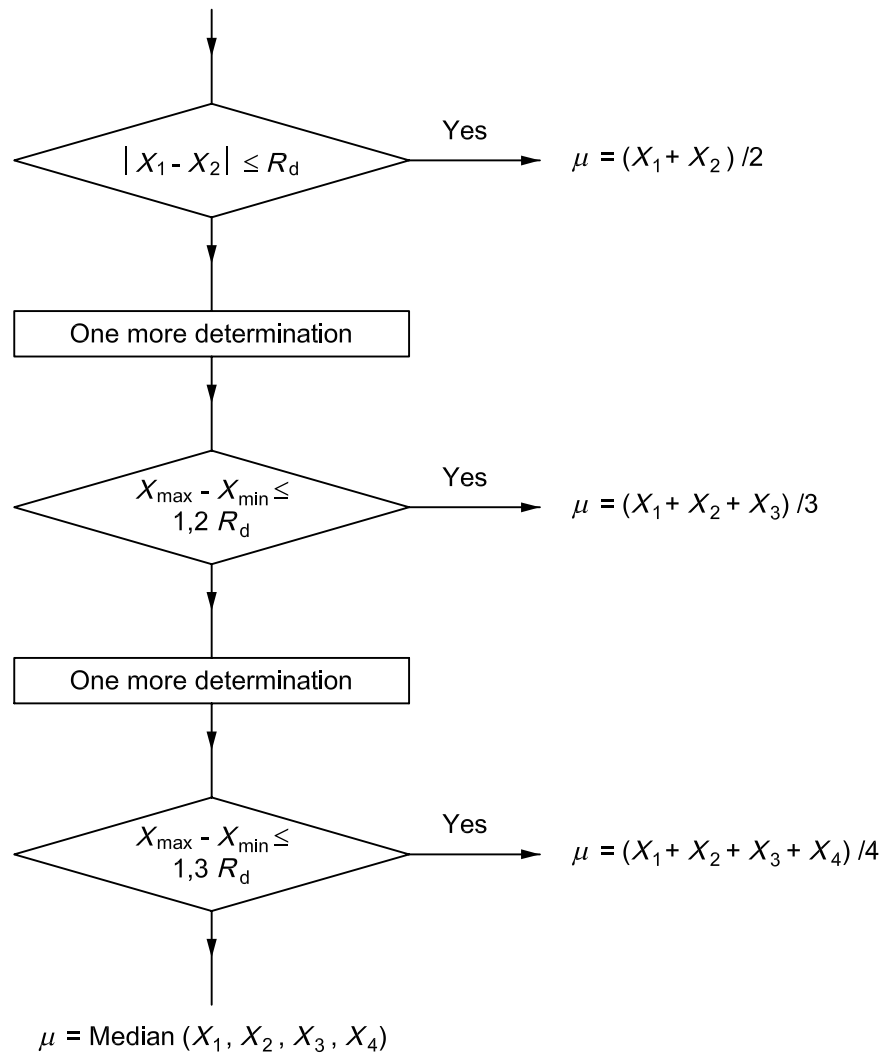 Yes
| X1 - X2 | ≤ Rd
μ = (X1 + X2 ) /2
One more determination
Yes
Xmax - Xmin ≤
1,2 Rd
μ = (X1 + X2 + X3) /3
One more determination
Yes
Xmax - Xmin ≤
1,3 Rd
μ = (X1 + X2 + X3 + X4) /4
μ = Median (X1, X2 , X3 , X4)